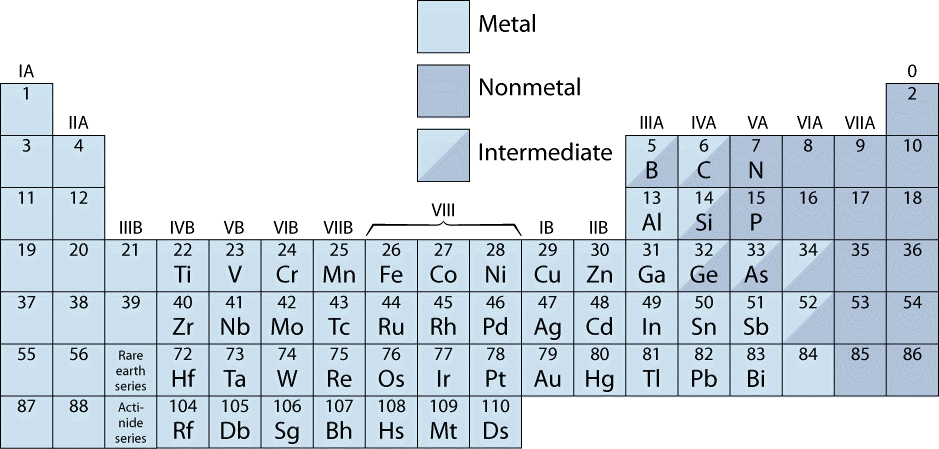 Metal
Nonmetal
Intermediate
IA 0
1 2
IIA IIIA IVA VA VIA VIIA
3 4 5 6 7 8 9 10
B C N
11 12 13 14 15 16 17 18
Al Si P
IIIB IVB VB VIB VIIB VIII IB IIB
19 20 21 22 23 24 25 26 27 28 29 30 31 32 33 34 35 36
Ti V Cr Mn Fe Co Ni Cu Zn Ga Ge As
37 38 39 40 41 42 43 44 45 46 47 48 49 50 51 52 53 54
Zr Nb Mo Tc Ru Rh Pd Ag Cd In Sn Sb
55 56 Rare earth series 72 73 74 75 76 77 78 79 80 81 82 83 84 85 86
Hf Ta W Re Os Ir Pt Au Hg Tl Pb Bi
87 88 Acti-nide series 104 105 106 107 108 109 110
Rf Db Sg Bh Hs Mt Ds